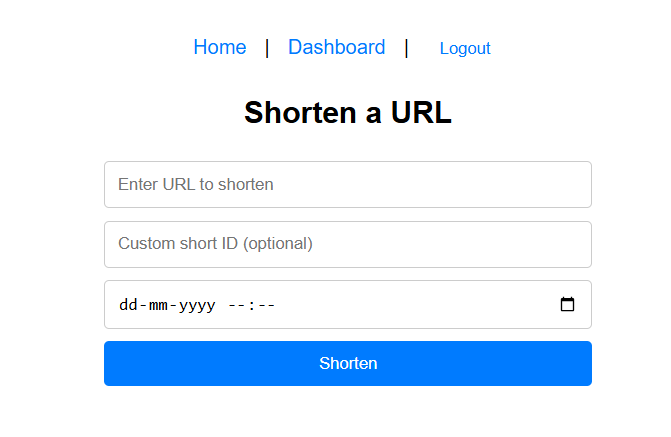 Home | Dashboard | Logout
Shorten a URL
Enter URL to shorten
Custom short ID (optional)
dd-mm-yyyy --:--
Shorten